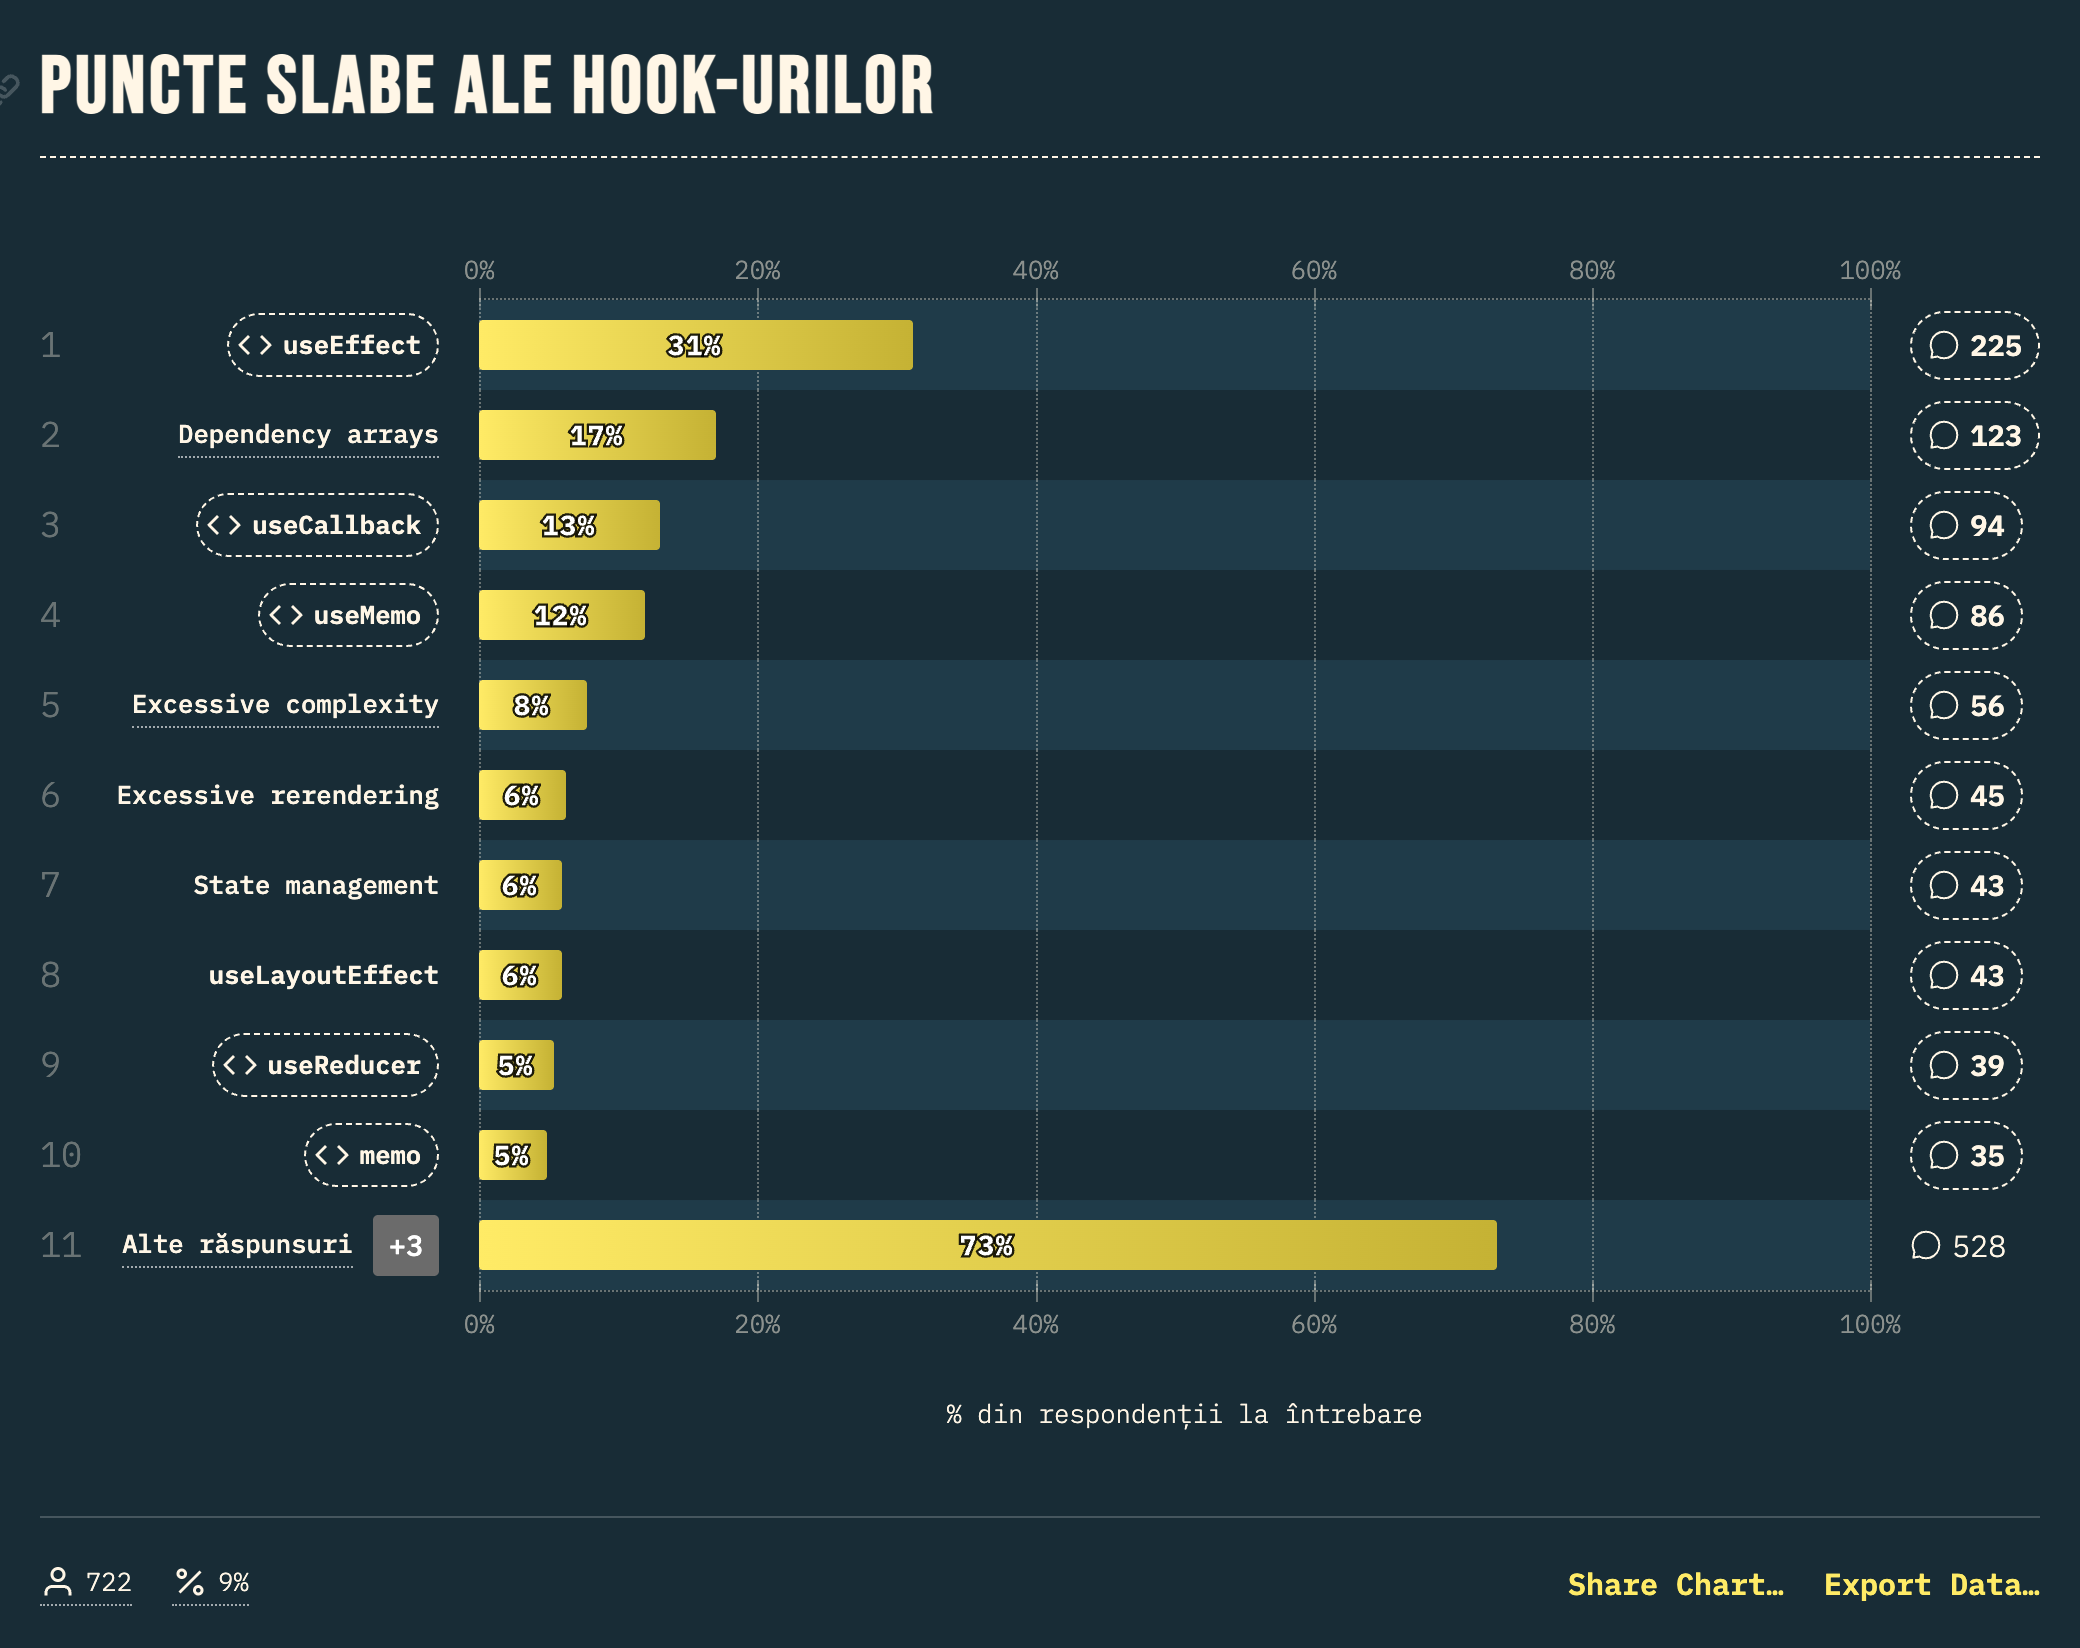 PUNCTE SLABE ALE HOOK-URILOR
0% 20% 40% 60% 80% 100%
1 <> useEffect 31% 225
2 Dependency arrays 17% 123
3 <> useCallback 13% 94
4 <> useMemo 12% 86
5 Excessive complexity 8% 56
6 Excessive rerendering 6% 45
7 State management 6% 43
8 useLayoutEffect 6% 43
9 <> useReducer 5% 39
10 <> memo 5% 35
11 Alte răspunsuri +3 73% 528
0% 20% 40% 60% 80% 100%
% din respondenții la întrebare
722 % 9% Share Chart… Export Data…